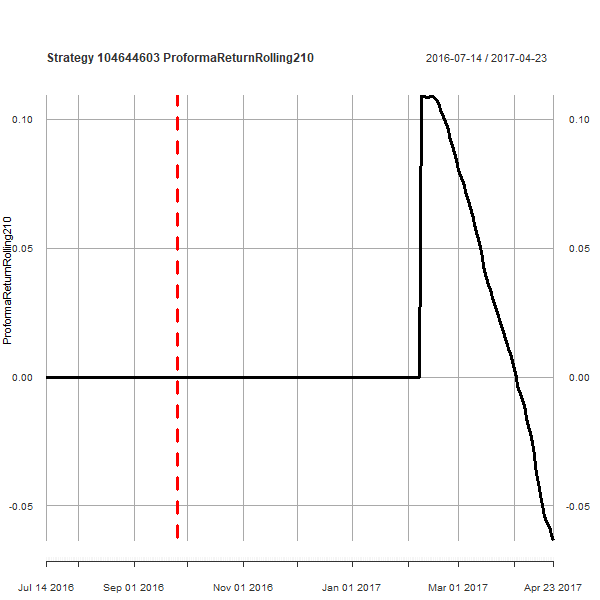 Strategy 104644603 ProformaReturnRolling210
2016-07-14 / 2017-04-23
ProformaReturnRolling210
0.10
0.05
0.00
-0.05
0.10
0.05
0.00
-0.05
Jul 14 2016
Sep 01 2016
Nov 01 2016
Jan 01 2017
Mar 01 2017
Apr 23 2017